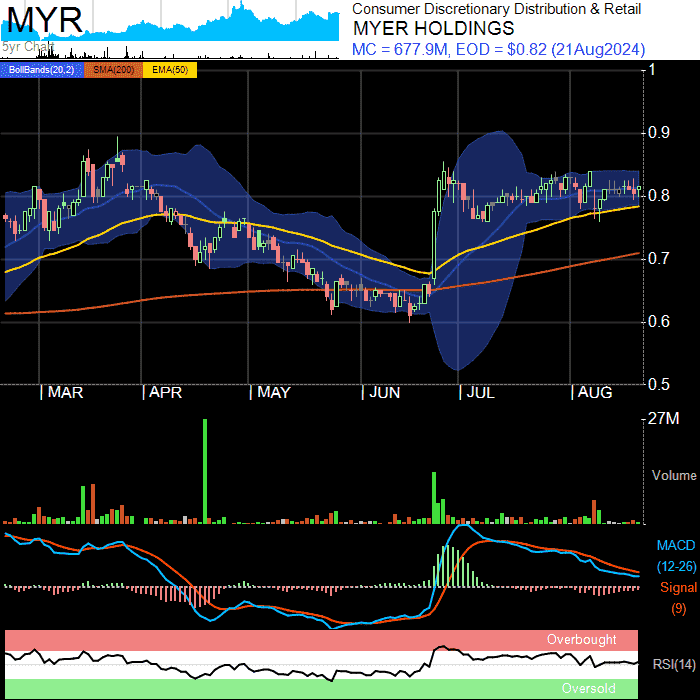 MYR
5yr Chart
Consumer Discretionary Distribution & Retail
MYER HOLDINGS
MC = 677.9M, EOD = $0.82 (21Aug2024)
BollBands(20,2) SMA(200) EMA(50)
1
0.9
0.8
0.7
0.6
0.5
MAR APR MAY JUN JUL AUG
27M
Volume
MACD
(12-26)
Signal
(9)
Overbought
RSI(14)
Oversold